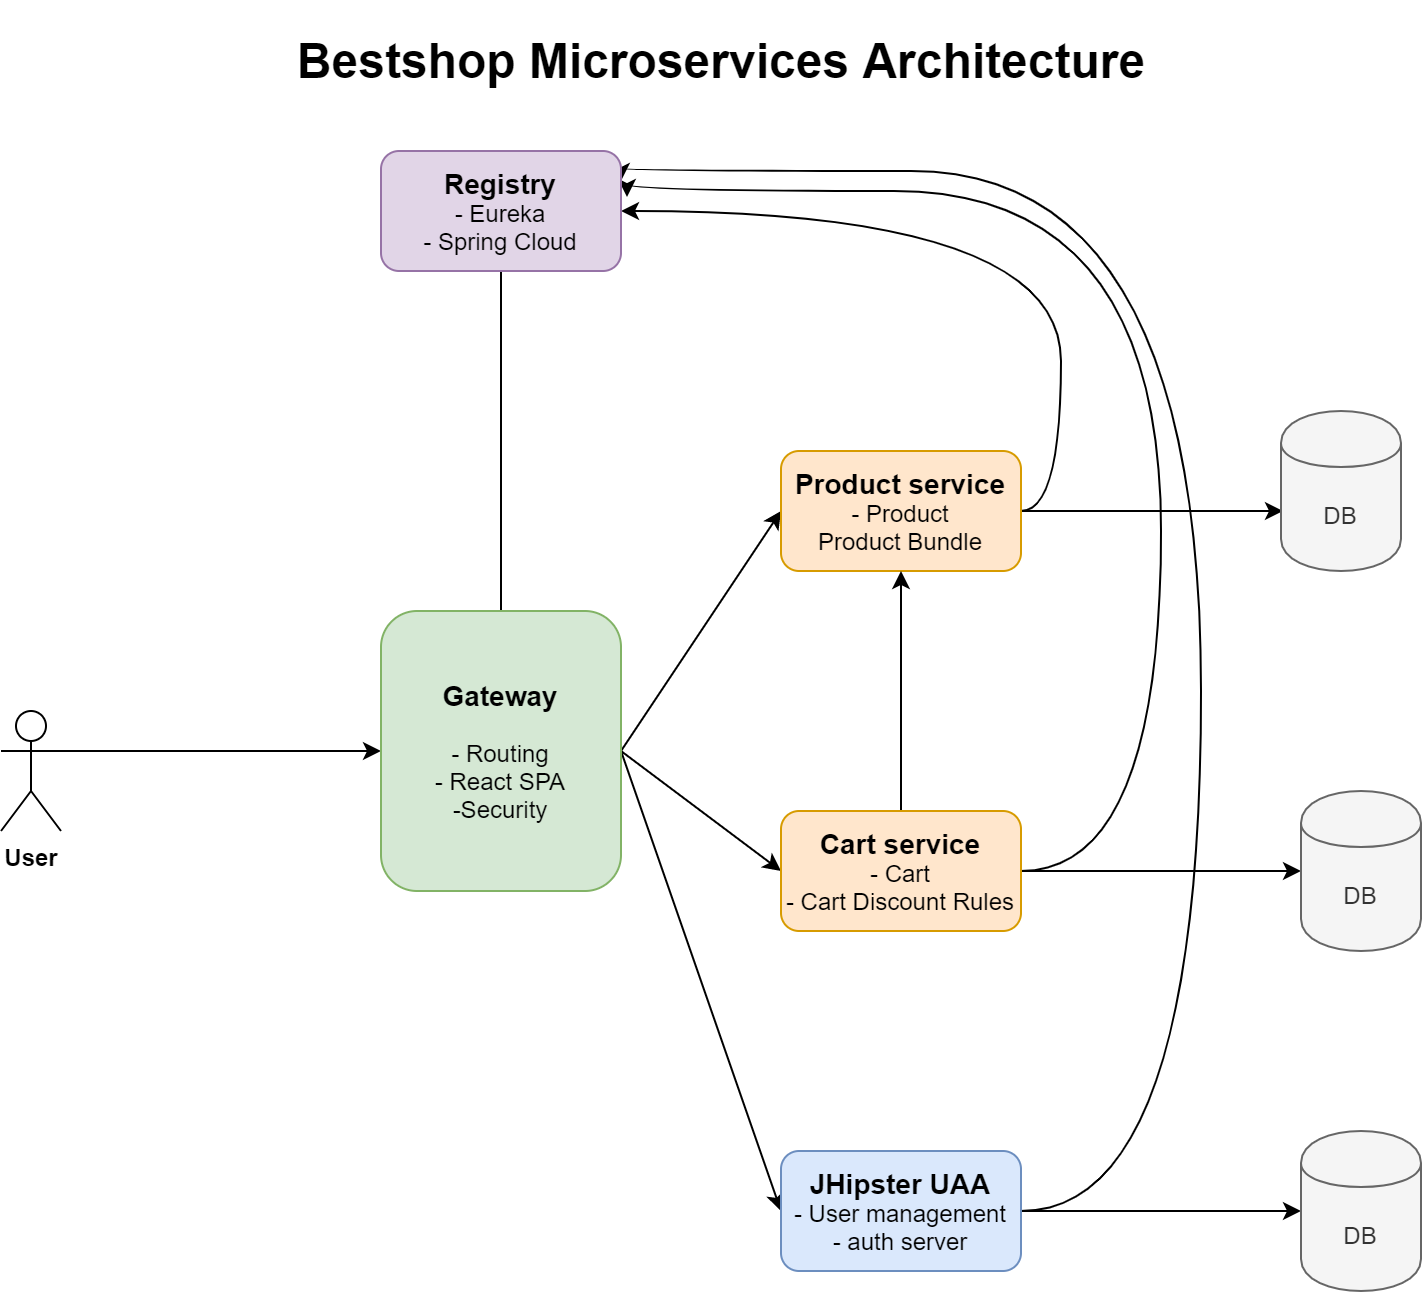 Bestshop Microservices Architecture
Registry
- Eureka
- Spring Cloud
Product service
- Product
Product Bundle
DB
Gateway
- Routing
- React SPA
-Security
User
Cart service
- Cart
- Cart Discount Rules
DB
JHipster UAA
- User management
- auth server
DB